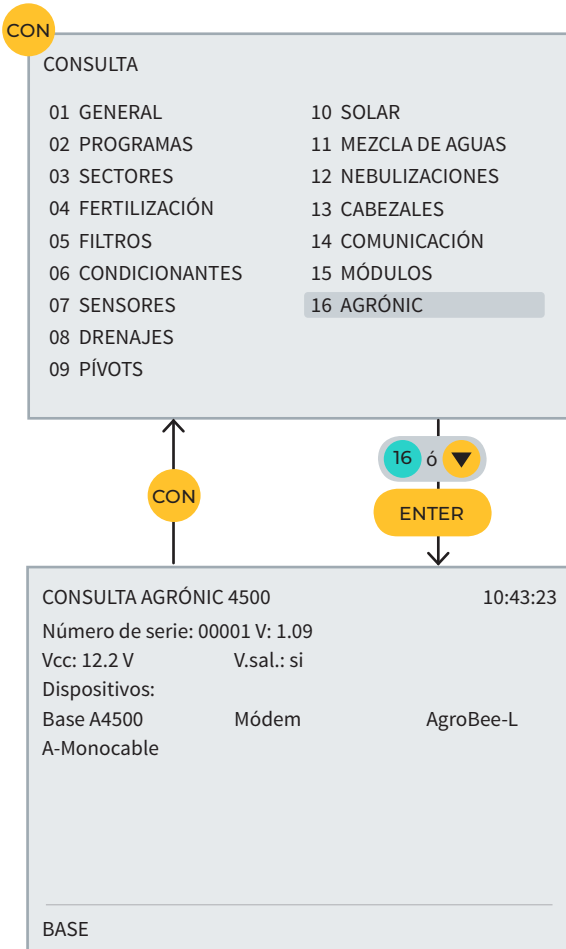 CON
CONSULTA
01 GENERAL
02 PROGRAMAS
03 SECTORES
04 FERTILIZACIÓN
05 FILTROS
06 CONDICIONANTES
07 SENSORES
08 DRENAJES
09 PÍVOTS
10 SOLAR
11 MEZCLA DE AGUAS
12 NEBULIZACIONES
13 CABEZALES
14 COMUNICACIÓN
15 MÓDULOS
16 AGRÓNIC
16 ó
CON
ENTER
CONSULTA AGRÓNIC 4500 10:43:23
Número de serie: 00001 V: 1.09
Vcc: 12.2 V V.sal.: si
Dispositivos:
Base A4500 Módem AgroBee-L
A-Monocable
BASE